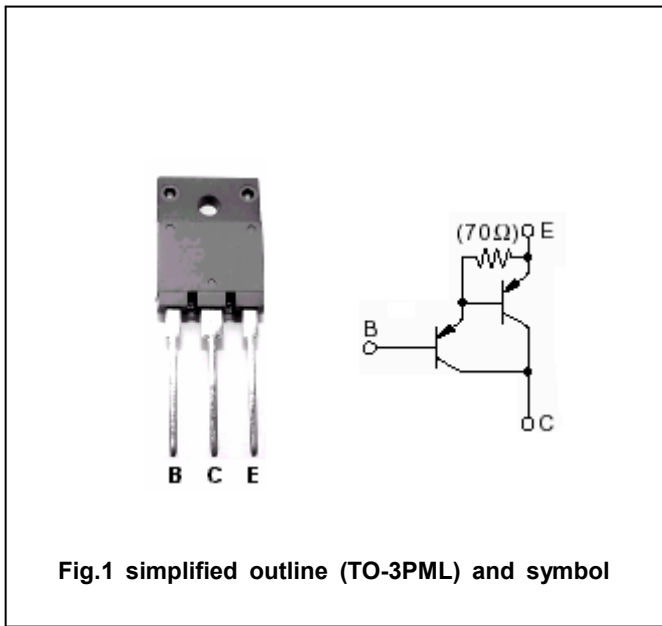 (70Ω)
E
B
C
B C E
Fig.1 simplified outline (TO-3PML) and symbol